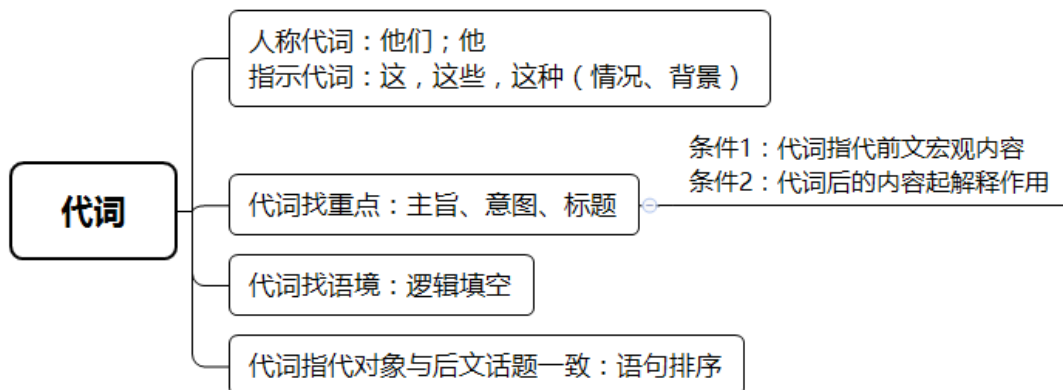 代词
人称代词：他们；他
指示代词：这，这些，这种（情况、背景）
代词找重点：主旨、意图、标题
条件1：代词指代前文宏观内容
条件2：代词后的内容起解释作用
代词找语境：逻辑填空
代词指代对象与后文话题一致：语句排序